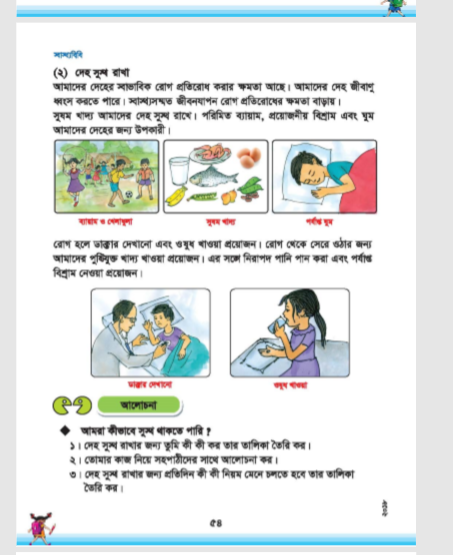 স্বাস্থ্যবিধি
(২) দেহ সুস্থ রাখা
আমাদের দেহের স্বাভাবিক রোগ প্রতিরোধ করার ক্ষমতা আছে। আমাদের দেহ জীবাণু
ধ্বংস করতে পারে। স্বাস্থ্যসম্মত জীবনযাপন রোগ প্রতিরোধের ক্ষমতা বাড়ায়।
সুষম খাদ্য আমাদের দেহ সুস্থ রাখে। পরিমিত ব্যায়াম, প্রয়োজনীয় বিশ্রাম এবং ঘুম
আমাদের দেহের জন্য উপকারী।
ব্যায়াম ও খেলাধুলা
সুষম খাদ্য
পর্যাপ্ত ঘুম
রোগ হলে ডাক্তার দেখানো এবং ওষুধ খাওয়া প্রয়োজন। রোগ থেকে সেরে ওঠার জন্য
আমাদের পুষ্টিযুক্ত খাদ্য খাওয়া প্রয়োজন। এর সঙ্গে নিরাপদ পানি পান করা এবং পর্যাপ্ত
বিশ্রাম নেওয়া প্রয়োজন।
ডাক্তার দেখানো
ওষুধ খাওয়া
আলোচনা
আমরা কীভাবে সুস্থ থাকতে পারি ?
১। দেহ সুস্থ রাখার জন্য তুমি কী কী কর তার তালিকা তৈরি কর।
২। তোমার কাজ নিয়ে সহপাঠীদের সাথে আলোচনা কর।
৩। দেহ সুস্থ রাখার জন্য প্রতিদিন কী কী নিয়ম মেনে চলতে হবে তার তালিকা
তৈরি কর।
২০১৮
৫৪